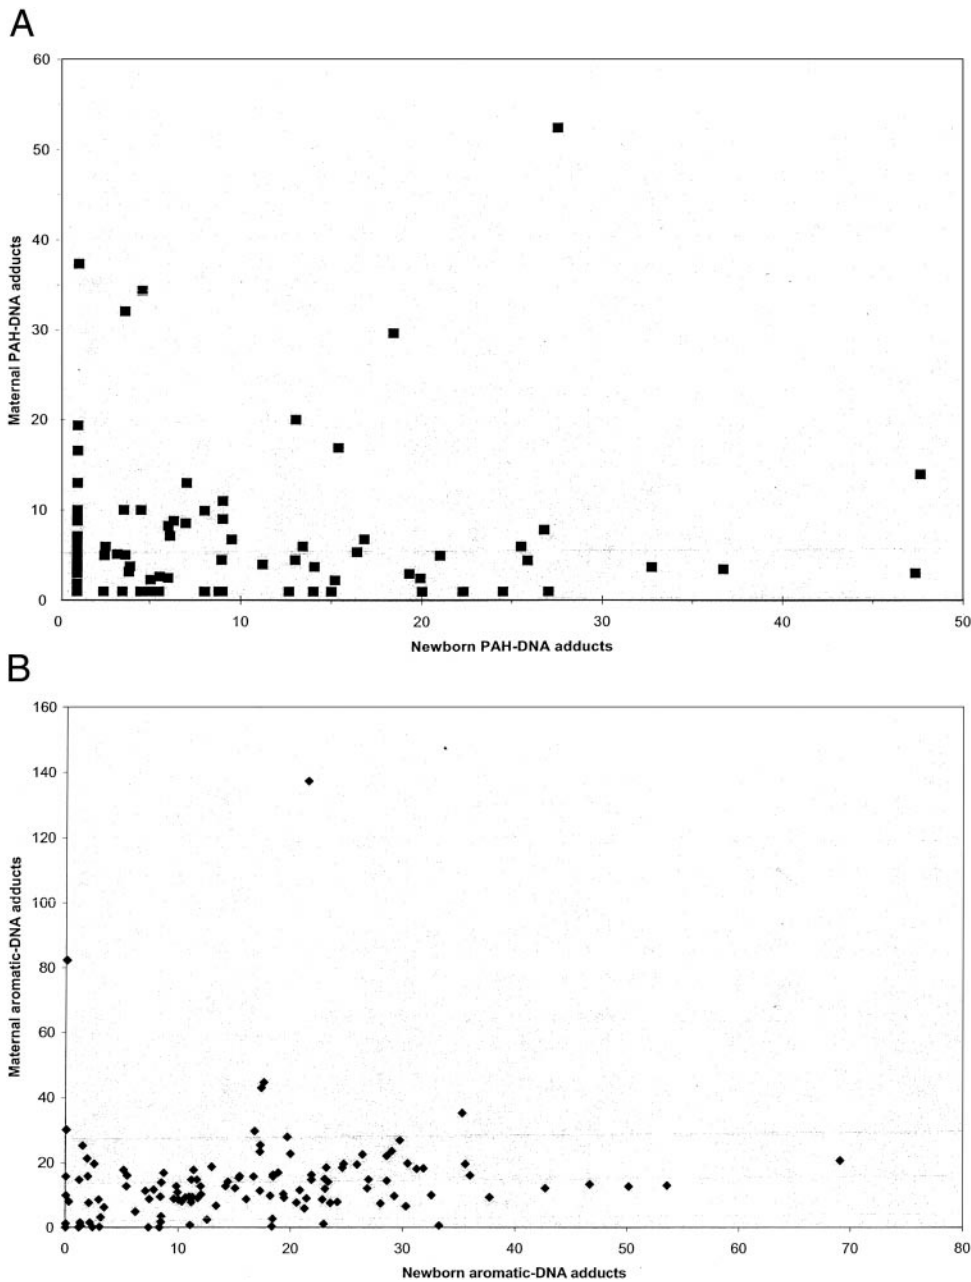 A
60
50
40
30
20
10
0
Maternal PAH-DNA adducts
0 10 20 30 40 50
Newborn PAH-DNA adducts
B
160
140
120
100
80
60
40
20
0
Maternal aromatic-DNA adducts
0 10 20 30 40 50 60 70 80
Newborn aromatic-DNA adducts